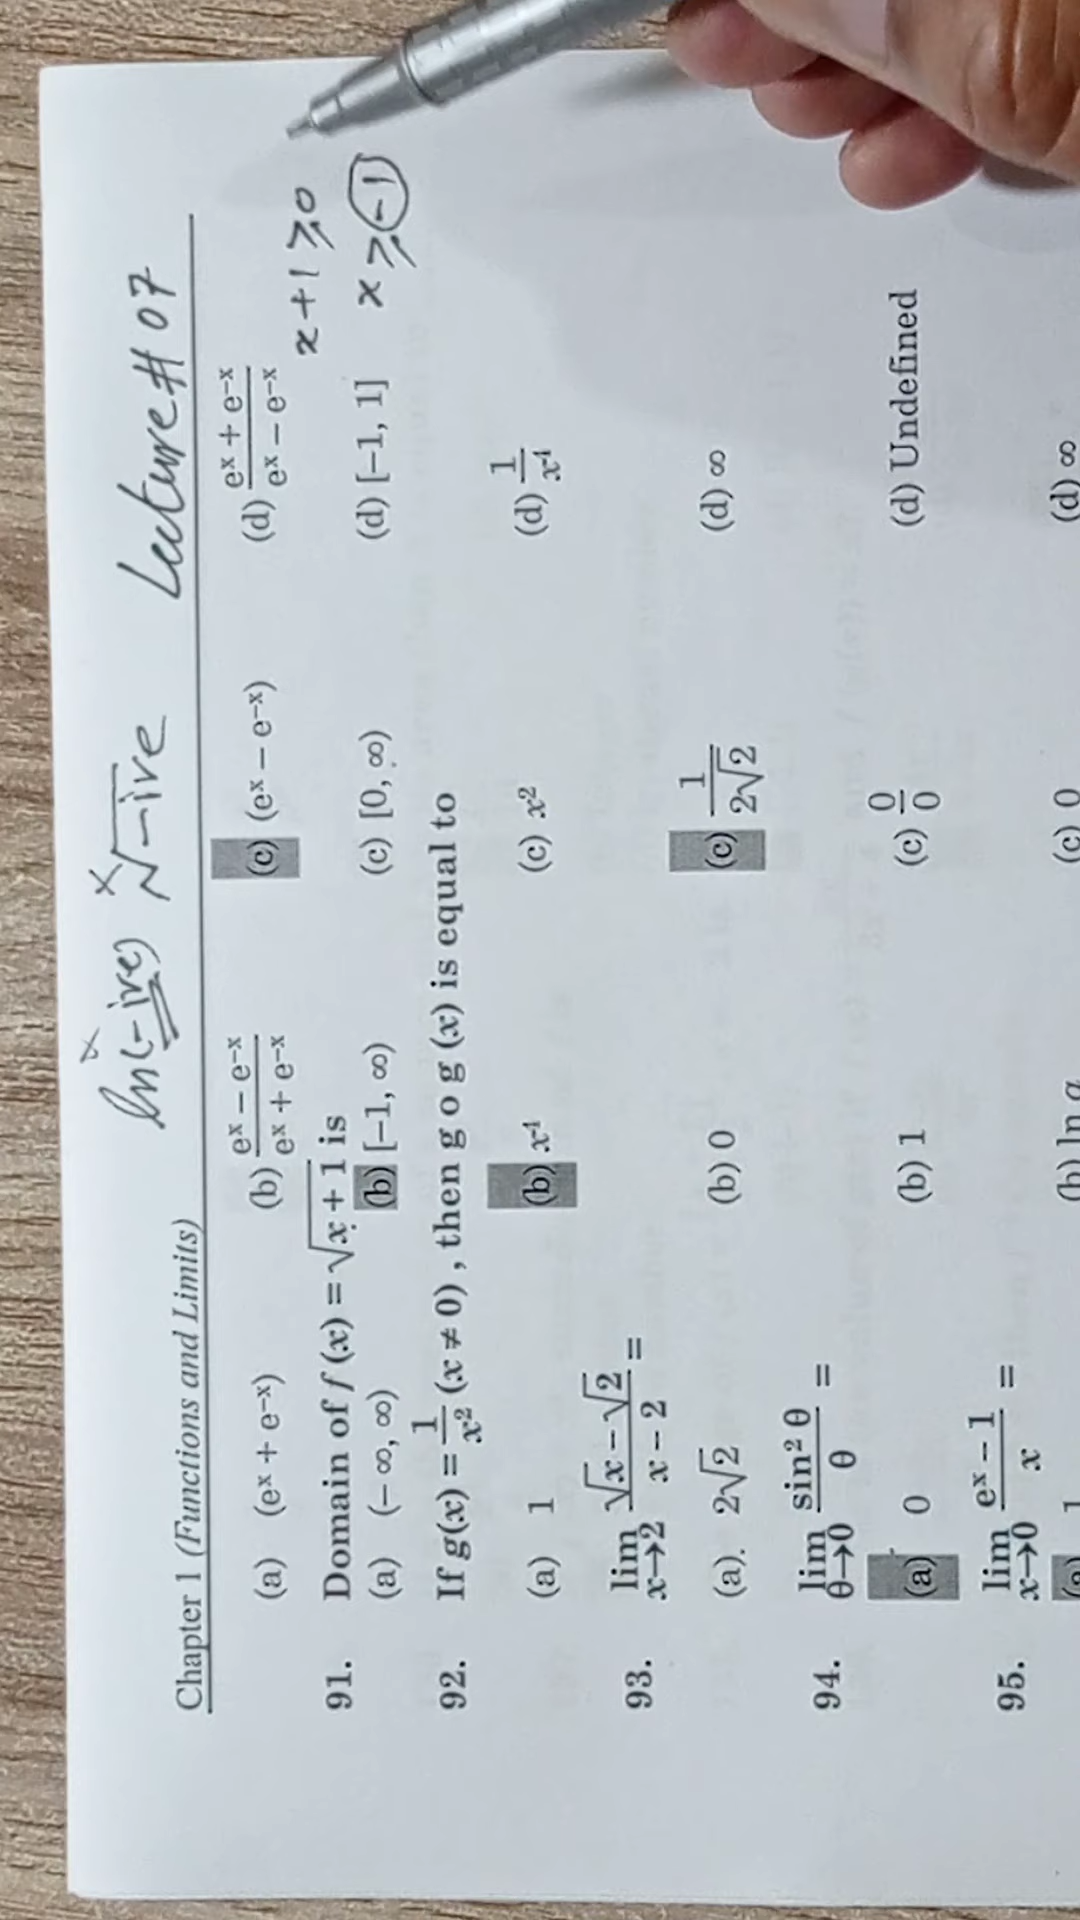 ln(-ive) √-ive Lecture# 07
Chapter 1 (Functions and Limits)
(a) (eˣ + e⁻ˣ) (b) (eˣ − e⁻ˣ)/(eˣ + e⁻ˣ) (c) (eˣ − e⁻ˣ) (d) (eˣ + e⁻ˣ)/(eˣ − e⁻ˣ)
x+1 ≥ 0
91. Domain of f (x) = √(x + 1) is
(a) (− ∞, ∞) (b) [−1, ∞) (c) [0, ∞) (d) [−1, 1] x ≥ -1
92. If g(x) = 1/x² (x ≠ 0) , then g o g (x) is equal to
(a) 1 (b) x⁴ (c) x² (d) 1/x⁴
93. lim x→2 (√x − √2)/(x − 2) =
(a). 2√2 (b) 0 (c) 1/(2√2) (d) ∞
94. lim θ→0 (sin² θ)/θ =
(a) 0 (b) 1 (c) 0/0 (d) Undefined
95. lim x→0 (eˣ − 1)/x =
(a) 1 (b) ln a (c) 0 (d) ∞